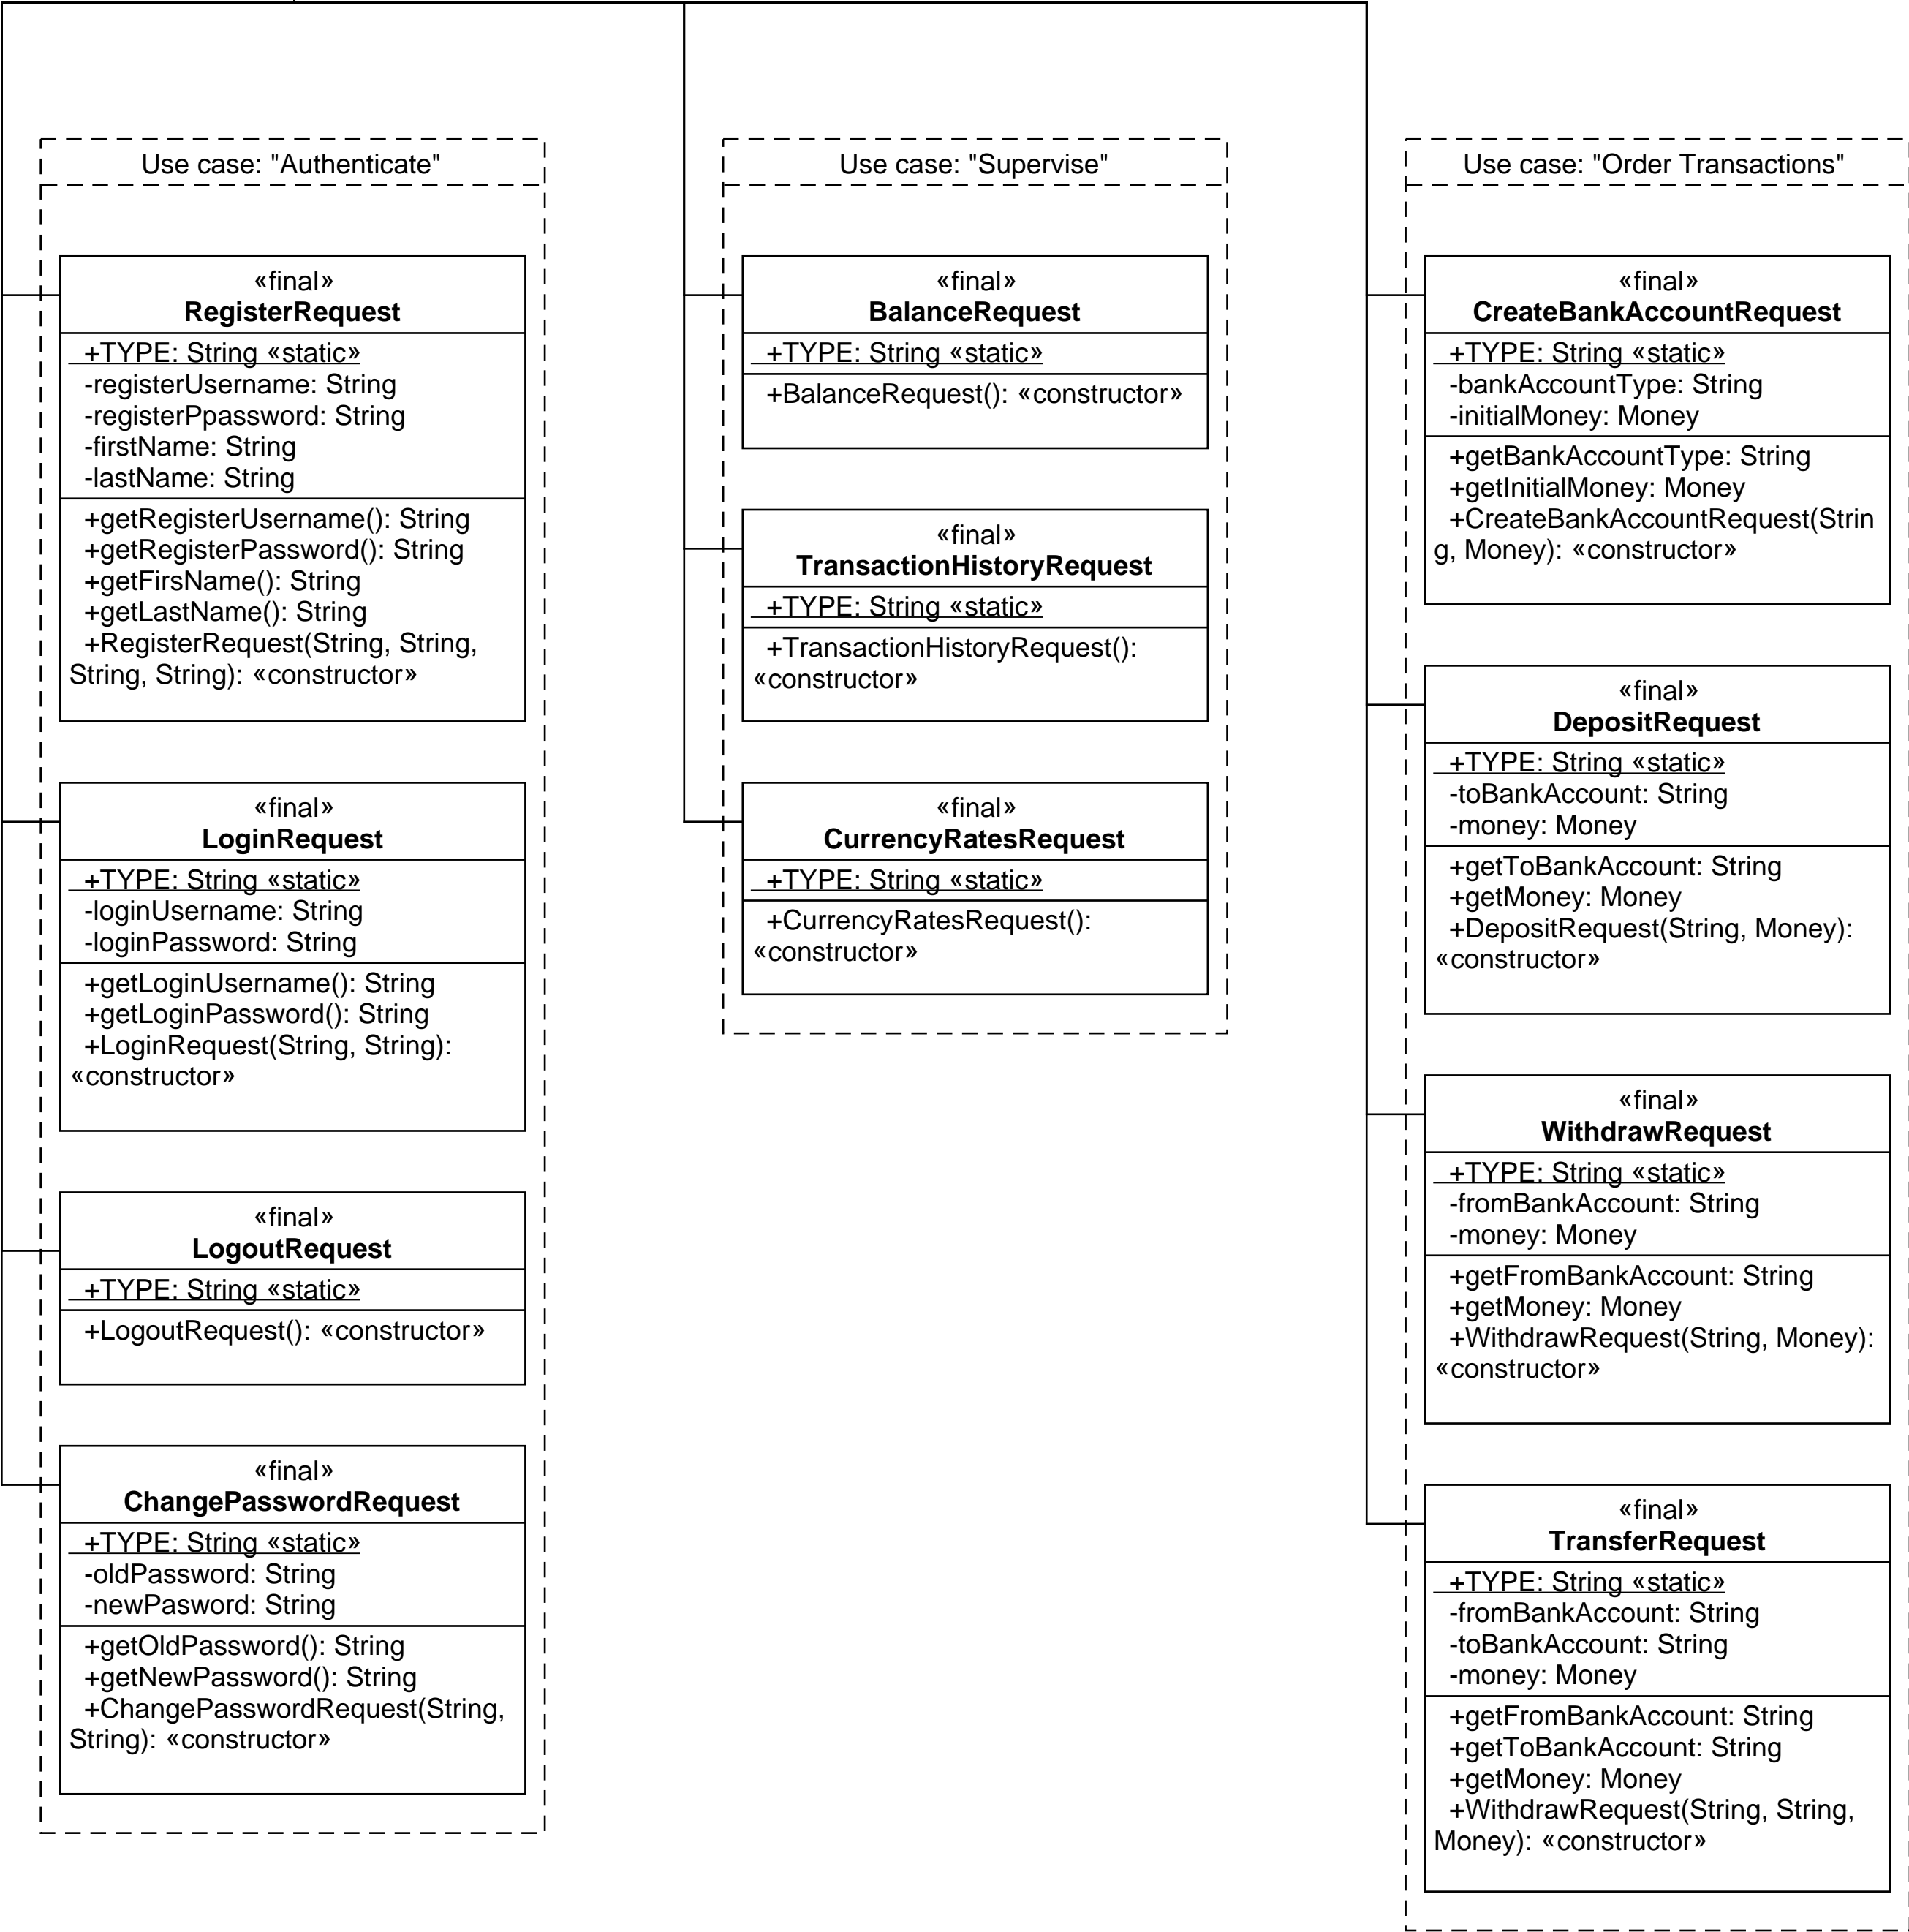 Use case: "Authenticate"
«final»
RegisterRequest
+TYPE: String «static»
-registerUsername: String
-registerPpassword: String
-firstName: String
-lastName: String
+getRegisterUsername(): String
+getRegisterPassword(): String
+getFirsName(): String
+getLastName(): String
+RegisterRequest(String, String,
String, String): «constructor»
«final»
LoginRequest
+TYPE: String «static»
-loginUsername: String
-loginPassword: String
+getLoginUsername(): String
+getLoginPassword(): String
+LoginRequest(String, String):
«constructor»
«final»
LogoutRequest
+TYPE: String «static»
+LogoutRequest(): «constructor»
«final»
ChangePasswordRequest
+TYPE: String «static»
-oldPassword: String
-newPasword: String
+getOldPassword(): String
+getNewPassword(): String
+ChangePasswordRequest(String,
String): «constructor»
Use case: "Supervise"
«final»
BalanceRequest
+TYPE: String «static»
+BalanceRequest(): «constructor»
«final»
TransactionHistoryRequest
+TYPE: String «static»
+TransactionHistoryRequest():
«constructor»
«final»
CurrencyRatesRequest
+TYPE: String «static»
+CurrencyRatesRequest():
«constructor»
Use case: "Order Transactions"
«final»
CreateBankAccountRequest
+TYPE: String «static»
-bankAccountType: String
-initialMoney: Money
+getBankAccountType: String
+getInitialMoney: Money
+CreateBankAccountRequest(Strin
g, Money): «constructor»
«final»
DepositRequest
+TYPE: String «static»
-toBankAccount: String
-money: Money
+getToBankAccount: String
+getMoney: Money
+DepositRequest(String, Money):
«constructor»
«final»
WithdrawRequest
+TYPE: String «static»
-fromBankAccount: String
-money: Money
+getFromBankAccount: String
+getMoney: Money
+WithdrawRequest(String, Money):
«constructor»
«final»
TransferRequest
+TYPE: String «static»
-fromBankAccount: String
-toBankAccount: String
-money: Money
+getFromBankAccount: String
+getToBankAccount: String
+getMoney: Money
+WithdrawRequest(String, String,
Money): «constructor»